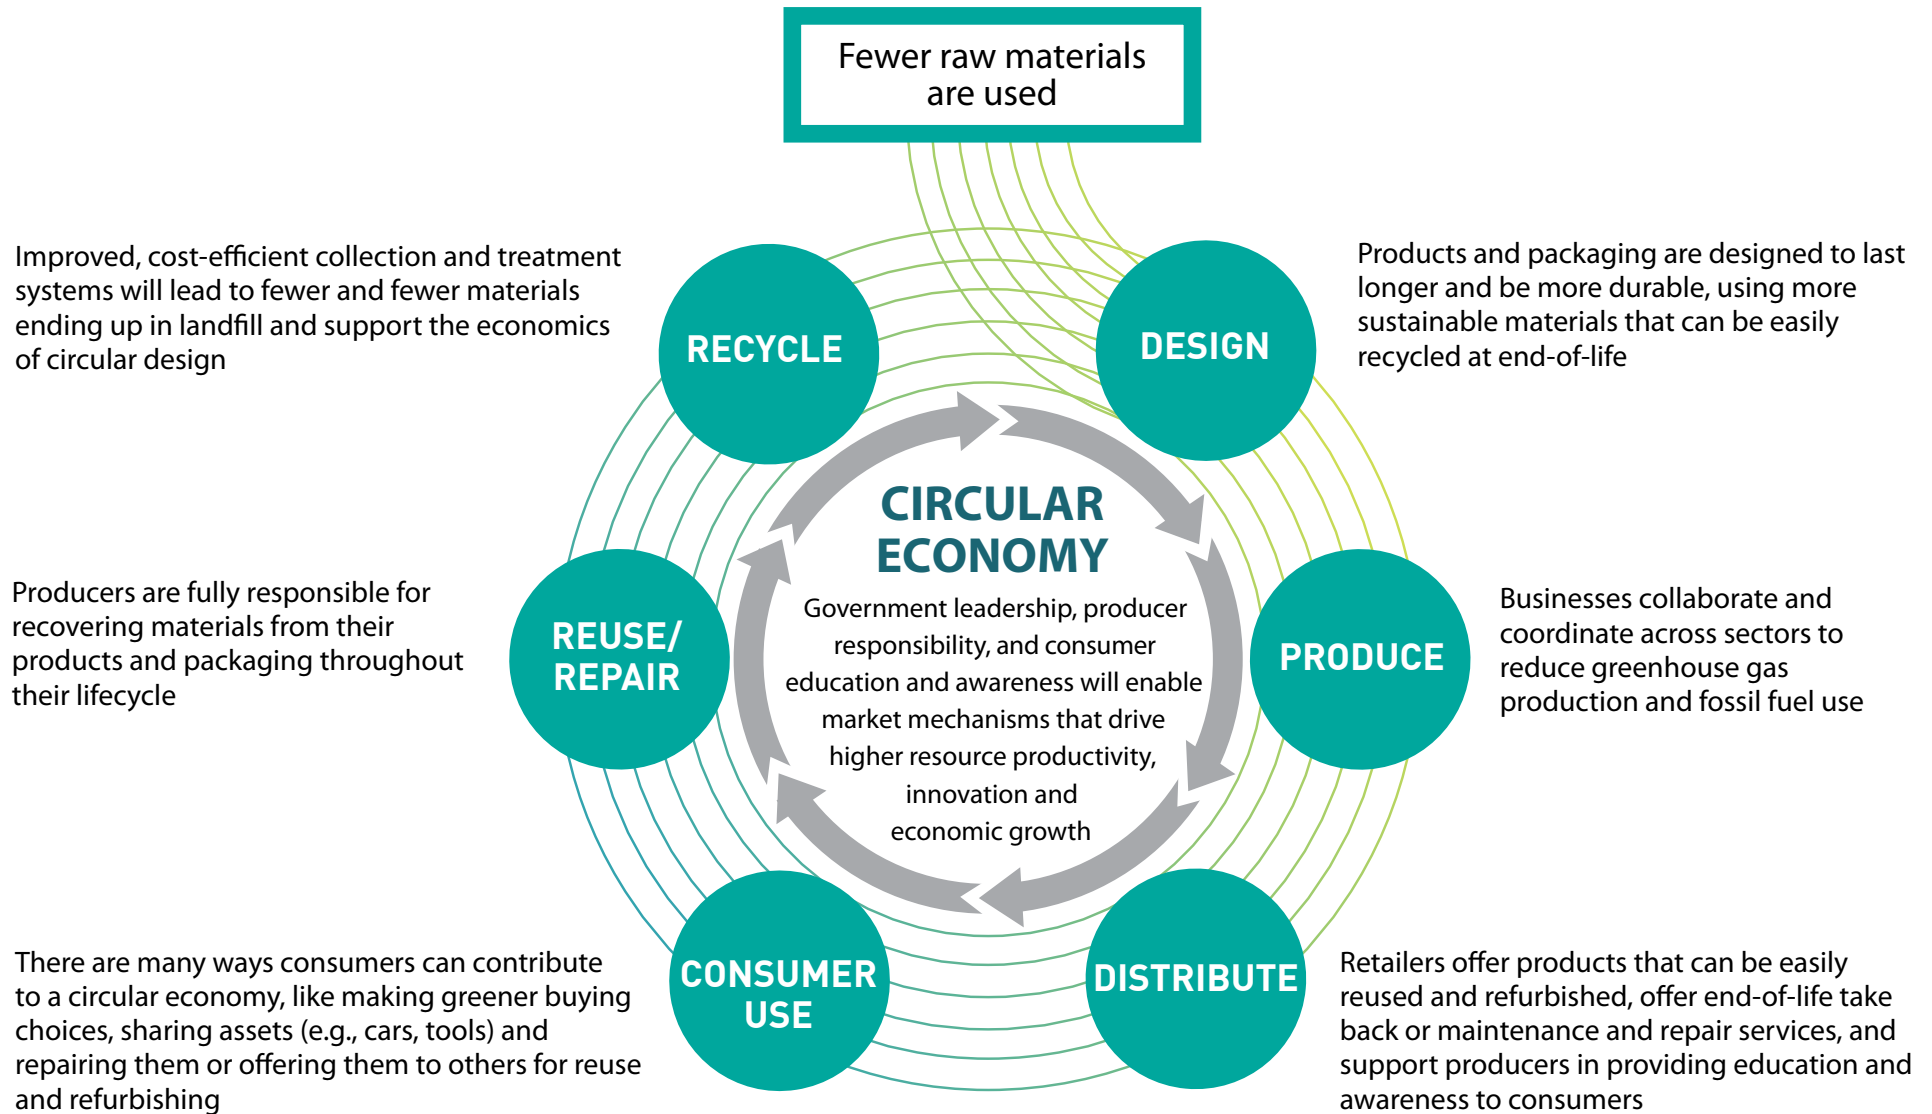 Fewer raw materials
are used
Improved, cost-efficient collection and treatment
systems will lead to fewer and fewer materials
ending up in landfill and support the economics
of circular design
RECYCLE
DESIGN
Products and packaging are designed to last
longer and be more durable, using more
sustainable materials that can be easily
recycled at end-of-life
CIRCULAR
ECONOMY
Government leadership, producer
responsibility, and consumer
education and awareness will enable
market mechanisms that drive
higher resource productivity,
innovation and
economic growth
Producers are fully responsible for
recovering materials from their
products and packaging throughout
their lifecycle
REUSE/
REPAIR
PRODUCE
Businesses collaborate and
coordinate across sectors to
reduce greenhouse gas
production and fossil fuel use
There are many ways consumers can contribute
to a circular economy, like making greener buying
choices, sharing assets (e.g., cars, tools) and
repairing them or offering them to others for reuse
and refurbishing
CONSUMER
USE
DISTRIBUTE
Retailers offer products that can be easily
reused and refurbished, offer end-of-life take
back or maintenance and repair services, and
support producers in providing education and
awareness to consumers